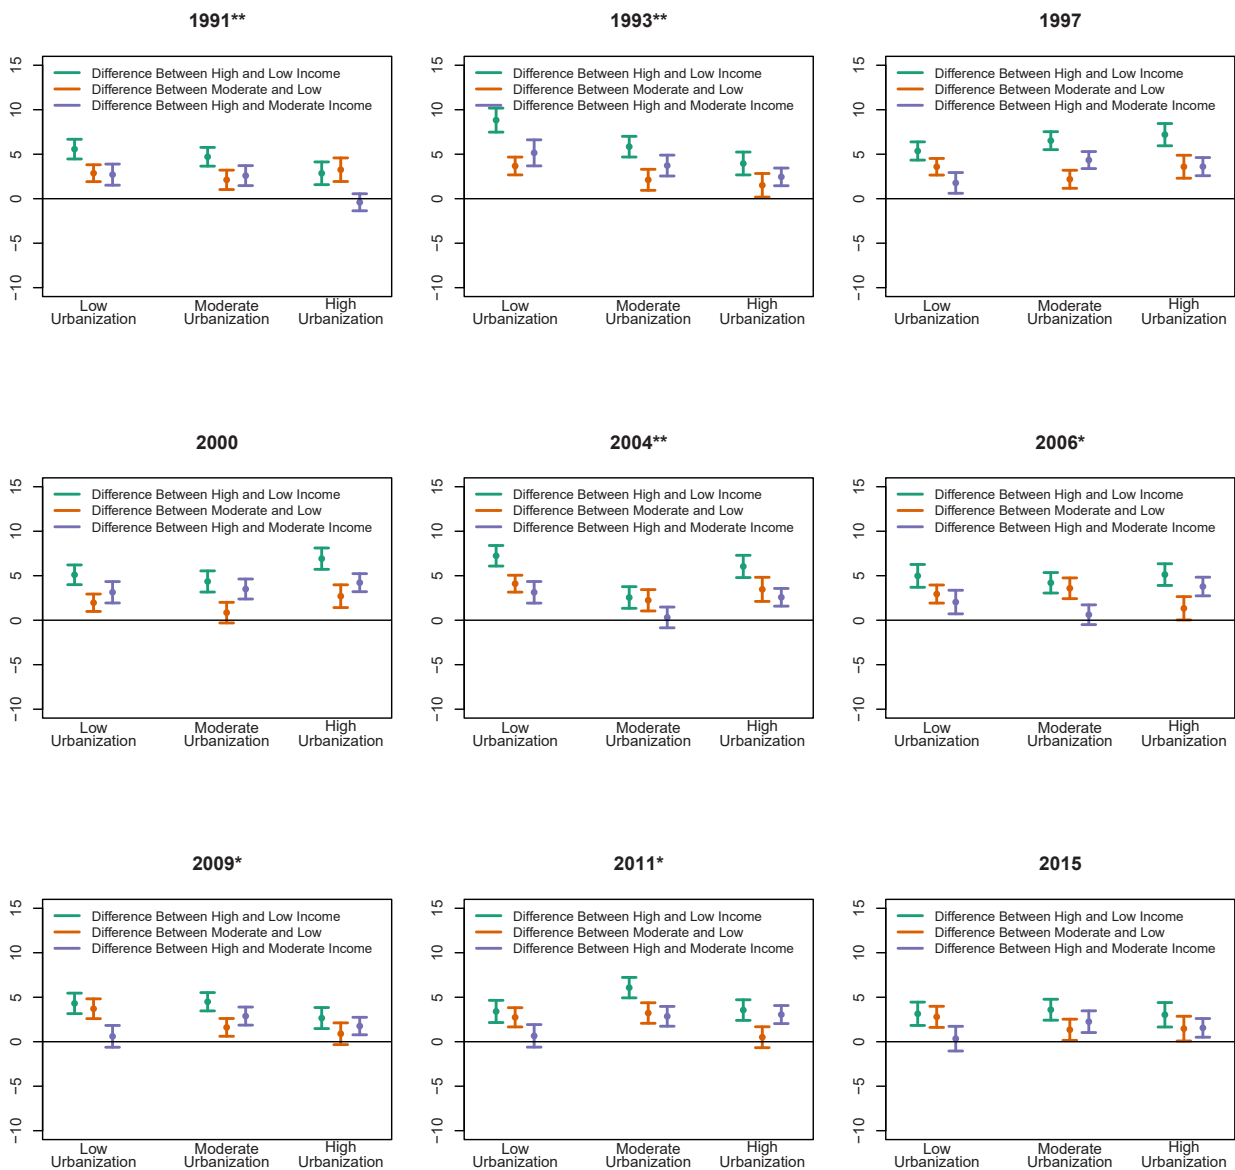 1991**
15
10
5
0
−5
−10
Difference Between High and Low Income
Difference Between Moderate and Low
Difference Between High and Moderate Income
Low
Urbanization
Moderate
Urbanization
High
Urbanization
1993**
15
10
5
0
−5
−10
Difference Between High and Low Income
Difference Between Moderate and Low
Difference Between High and Moderate Income
Low
Urbanization
Moderate
Urbanization
High
Urbanization
1997
15
10
5
0
−5
−10
Difference Between High and Low Income
Difference Between Moderate and Low
Difference Between High and Moderate Income
Low
Urbanization
Moderate
Urbanization
High
Urbanization
2000
15
10
5
0
−5
−10
Difference Between High and Low Income
Difference Between Moderate and Low
Difference Between High and Moderate Income
Low
Urbanization
Moderate
Urbanization
High
Urbanization
2004**
15
10
5
0
−5
−10
Difference Between High and Low Income
Difference Between Moderate and Low
Difference Between High and Moderate Income
Low
Urbanization
Moderate
Urbanization
High
Urbanization
2006*
15
10
5
0
−5
−10
Difference Between High and Low Income
Difference Between Moderate and Low
Difference Between High and Moderate Income
Low
Urbanization
Moderate
Urbanization
High
Urbanization
2009*
15
10
5
0
−5
−10
Difference Between High and Low Income
Difference Between Moderate and Low
Difference Between High and Moderate Income
Low
Urbanization
Moderate
Urbanization
High
Urbanization
2011*
15
10
5
0
−5
−10
Difference Between High and Low Income
Difference Between Moderate and Low
Difference Between High and Moderate Income
Low
Urbanization
Moderate
Urbanization
High
Urbanization
2015
15
10
5
0
−5
−10
Difference Between High and Low Income
Difference Between Moderate and Low
Difference Between High and Moderate Income
Low
Urbanization
Moderate
Urbanization
High
Urbanization